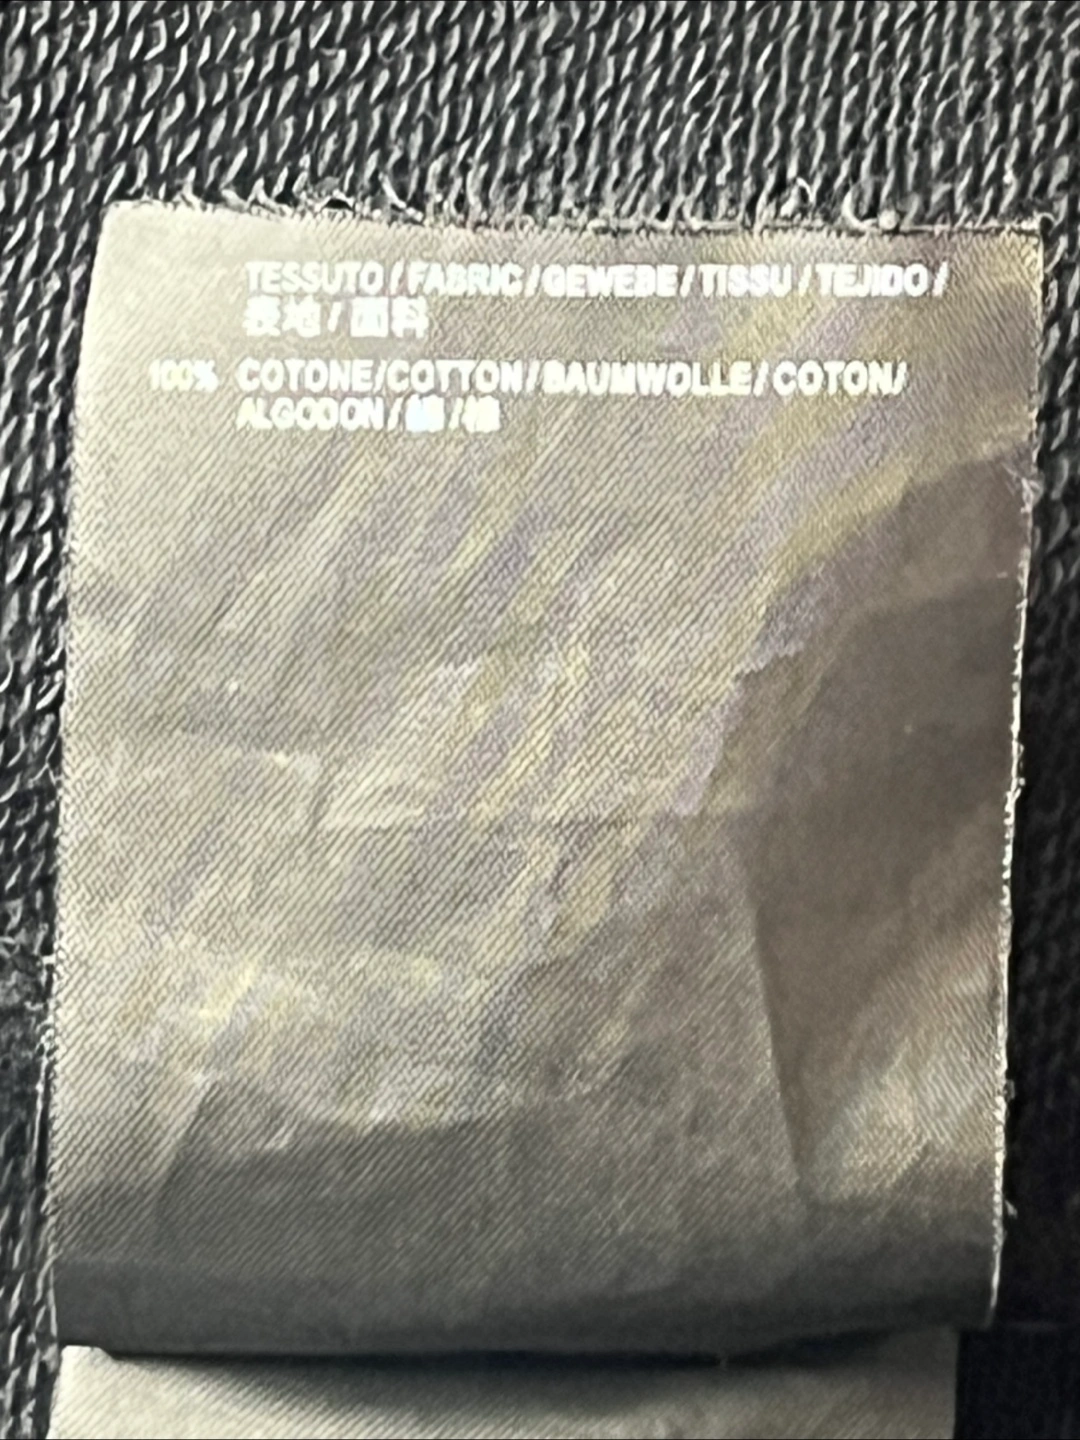 TESSUTO / FABRIC / GEWEBE / TISSU / TEJIDO /
表地 / 面料
100% COTONE/COTTON / BAUMWOLLE / COTON/
ALGODON / 綿 / 棉